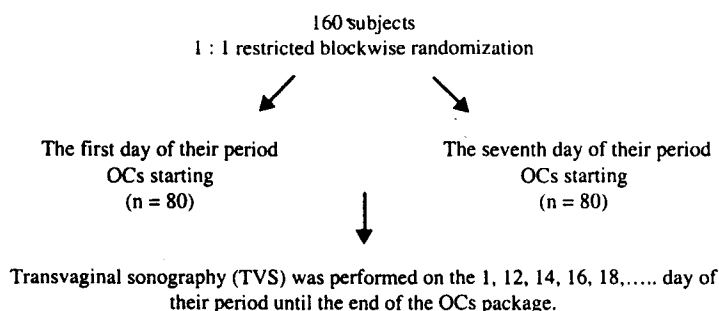 160 subjects
1 : 1 restricted blockwise randomization
The first day of their period
OCs starting
(n = 80)
The seventh day of their period
OCs starting
(n = 80)
Transvaginal sonography (TVS) was performed on the 1, 12, 14, 16, 18,..... day of
their period until the end of the OCs package.